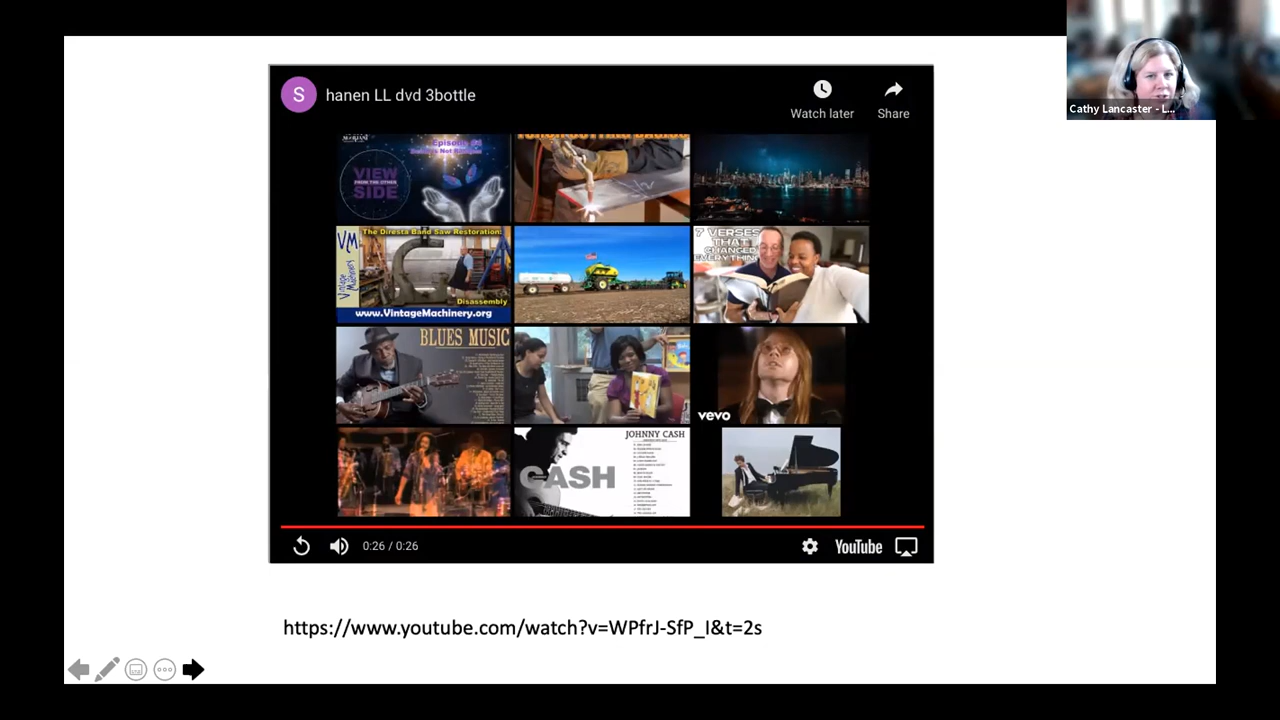 S
hanen LL dvd 3bottle
Watch later
Share
Cathy Lancaster - L...
VIEW
FROM THE OTHER
SIDE
The Diresta Band Saw Restoration:
VM
Vintage Machinery
Disassembly
www.VintageMachinery.org
7 VERSES
THAT
CHANGED
EVERYTHING
BLUES MUSIC
vevo
JOHNNY CASH
CASH
0:26 / 0:26
YouTube
https://www.youtube.com/watch?v=WPfrJ-SfP_I&t=2s